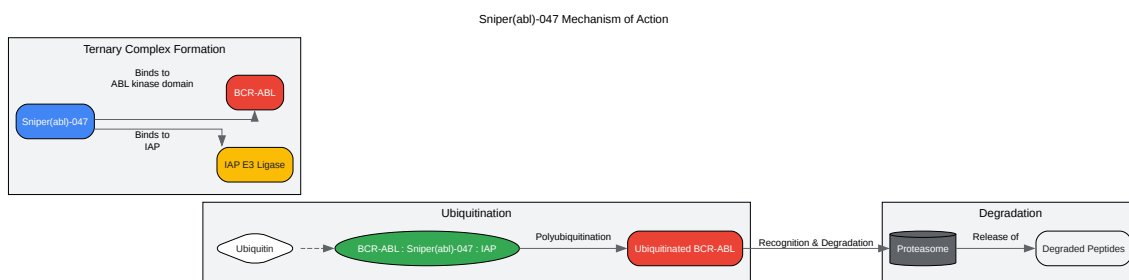 Sniper(abl)-047 Mechanism of Action
Ternary Complex Formation
Binds to
ABL kinase domain
BCR-ABL
Sniper(abl)-047
Binds to
IAP
IAP E3 Ligase
Ubiquitination
Ubiquitin
BCR-ABL : Sniper(abl)-047 : IAP
Polyubiquitination
Ubiquitinated BCR-ABL
Recognition & Degradation
Degradation
Proteasome
Release of
Degraded Peptides